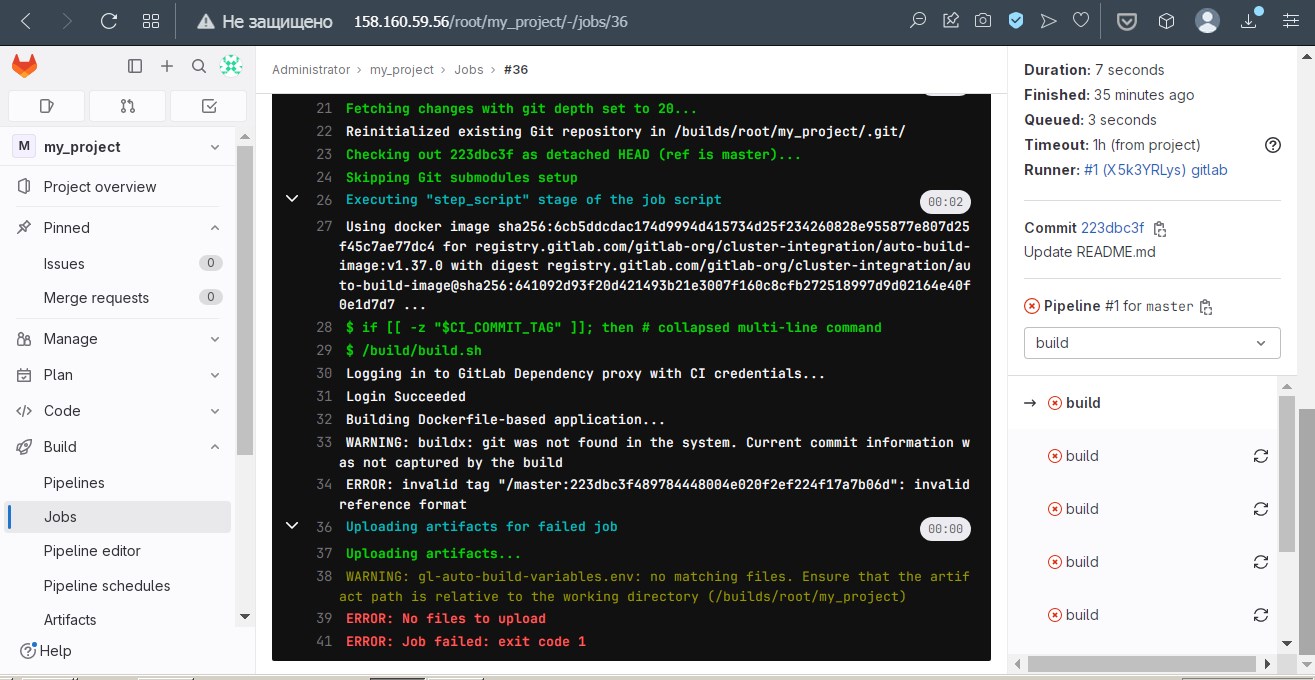 Не защищено 158.160.59.56/root/my_project/-/jobs/36
Administrator > my_project > Jobs > #36
M my_project
Project overview
Pinned
Issues 0
Merge requests 0
Manage
Plan
Code
Build
Pipelines
Jobs
Pipeline editor
Pipeline schedules
Artifacts
Help
21 Fetching changes with git depth set to 20...
22 Reinitialized existing Git repository in /builds/root/my_project/.git/
23 Checking out 223dbc3f as detached HEAD (ref is master)...
24 Skipping Git submodules setup
26 Executing "step_script" stage of the job script 00:02
27 Using docker image sha256:6cb5ddcdac174d9994d415734d25f234260828e955877e807d25
f45c7ae77dc4 for registry.gitlab.com/gitlab-org/cluster-integration/auto-build-
image:v1.37.0 with digest registry.gitlab.com/gitlab-org/cluster-integration/au
to-build-image@sha256:641092d93f20d421493b21e3007f160c8cfb272518997d9d02164e40f
0e1d7d7 ...
28 $ if [[ -z "$CI_COMMIT_TAG" ]]; then # collapsed multi-line command
29 $ /build/build.sh
30 Logging in to GitLab Dependency proxy with CI credentials...
31 Login Succeeded
32 Building Dockerfile-based application...
33 WARNING: buildx: git was not found in the system. Current commit information w
as not captured by the build
34 ERROR: invalid tag "/master:223dbc3f489784448004e020f2ef224f17a7b06d": invalid
reference format
36 Uploading artifacts for failed job 00:00
37 Uploading artifacts...
38 WARNING: gl-auto-build-variables.env: no matching files. Ensure that the artif
act path is relative to the working directory (/builds/root/my_project)
39 ERROR: No files to upload
41 ERROR: Job failed: exit code 1
Duration: 7 seconds
Finished: 35 minutes ago
Queued: 3 seconds
Timeout: 1h (from project)
Runner: #1 (X5k3YRLys) gitlab
Commit 223dbc3f
Update README.md
Pipeline #1 for master
build
→ build
build
build
build
build